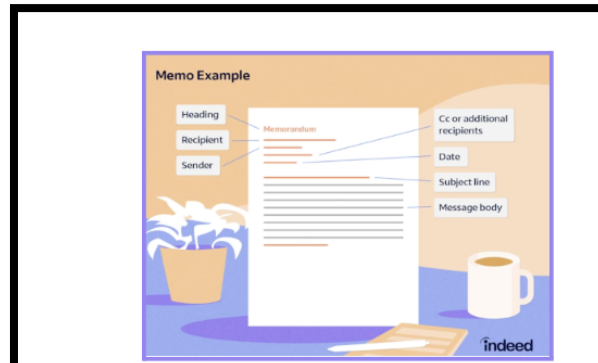 Memo Example
Heading
Recipient
Sender
Memorandum
Cc or additional
recipients
Date
Subject line
Message body
indeed